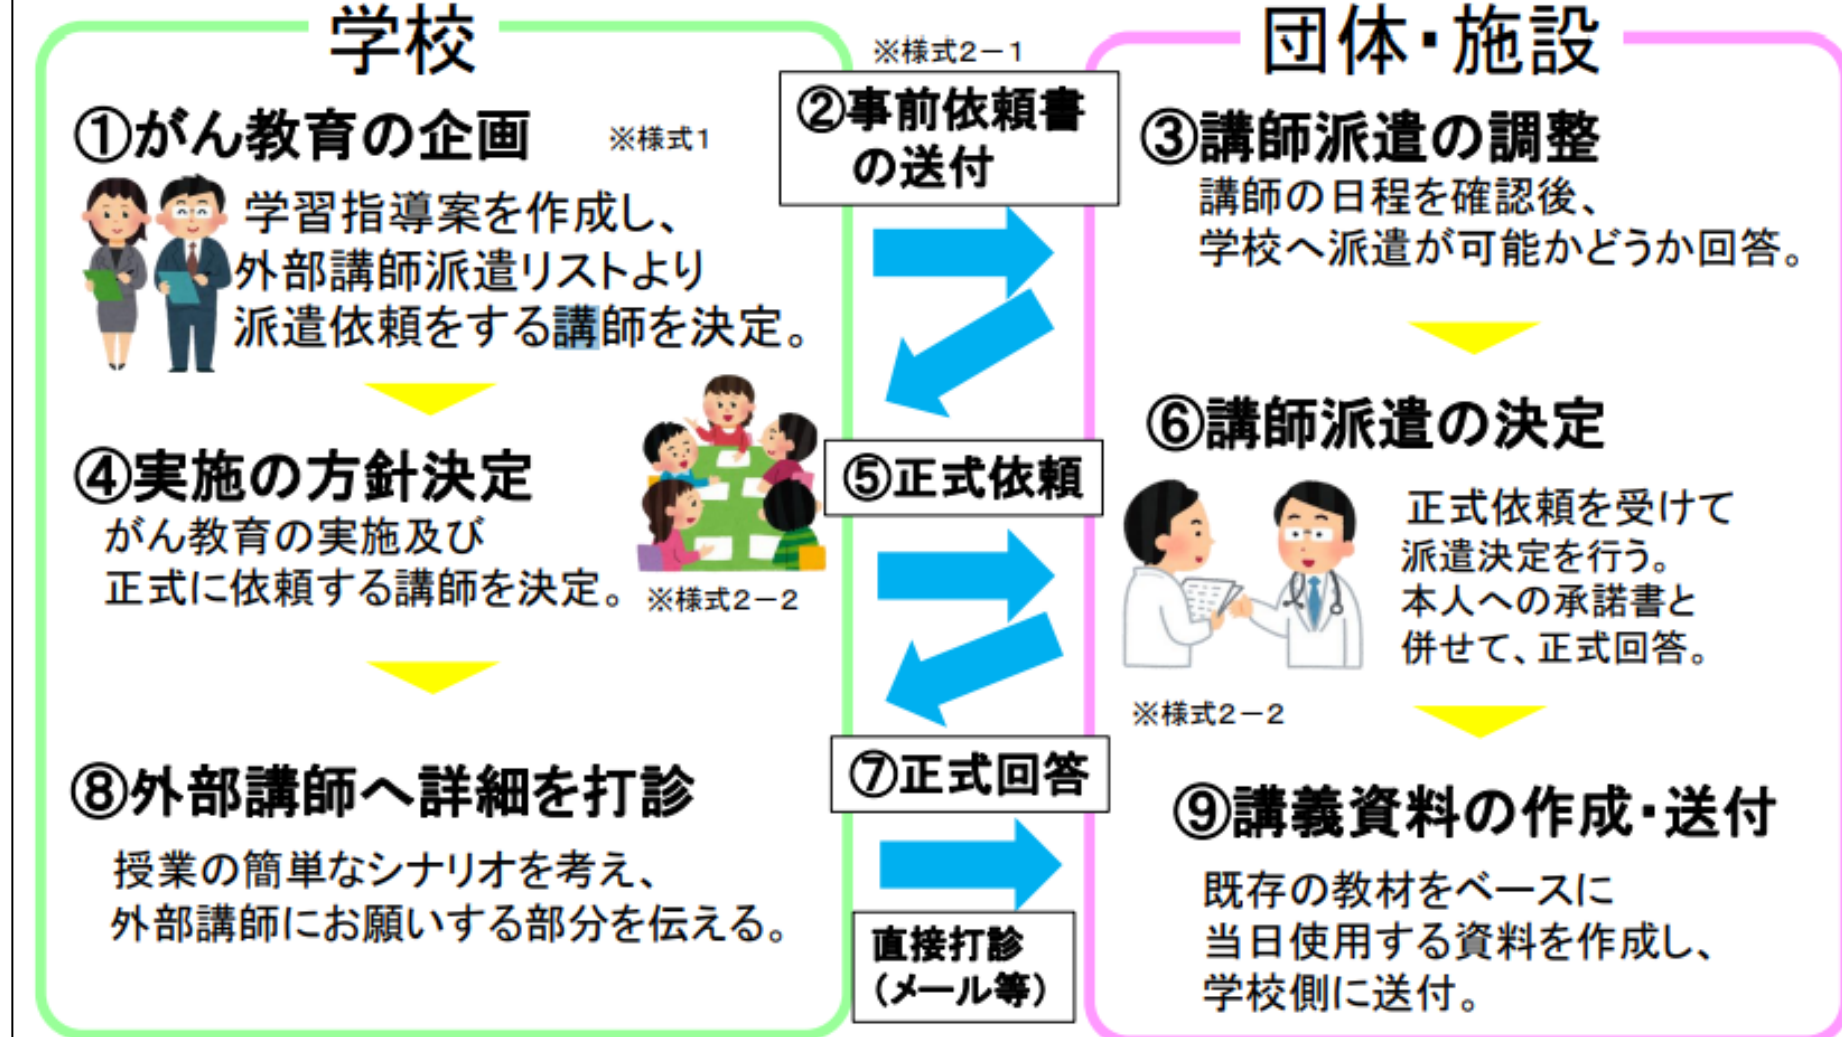 学校
①がん教育の企画
※様式1
学習指導案を作成し、
外部講師派遣リストより
派遣依頼をする講師を決定。
※様式2-1
②事前依頼書
の送付
団体・施設
③講師派遣の調整
講師の日程を確認後、
学校へ派遣が可能かどうか回答。
④実施の方針決定
がん教育の実施及び
正式に依頼する講師を決定。
※様式2-2
⑤正式依頼
⑥講師派遣の決定
正式依頼を受けて
派遣決定を行う。
本人への承諾書と
併せて、正式回答。
※様式2-2
⑦正式回答
⑧外部講師へ詳細を打診
授業の簡単なシナリオを考え、
外部講師にお願いする部分を伝える。
直接打診
(メール等)
⑨講義資料の作成・送付
既存の教材をベースに
当日使用する資料を作成し、
学校側に送付。